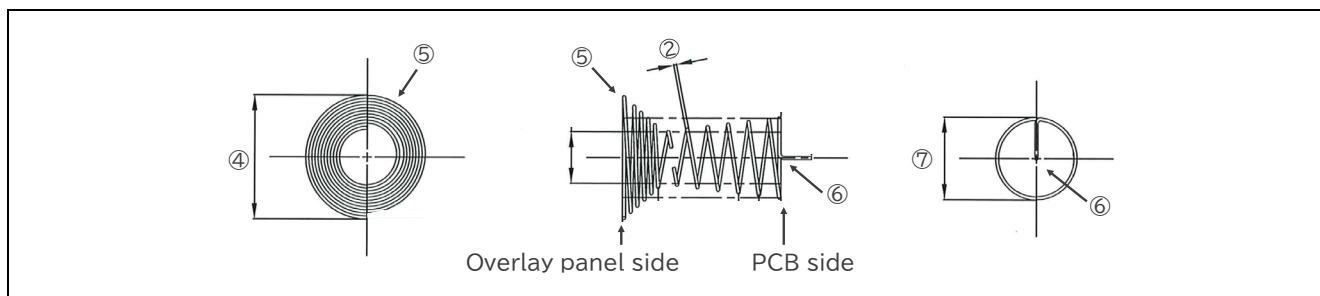 ⑤ ② ⑤
④ ⑦
⑥ ⑥
Overlay panel side PCB side